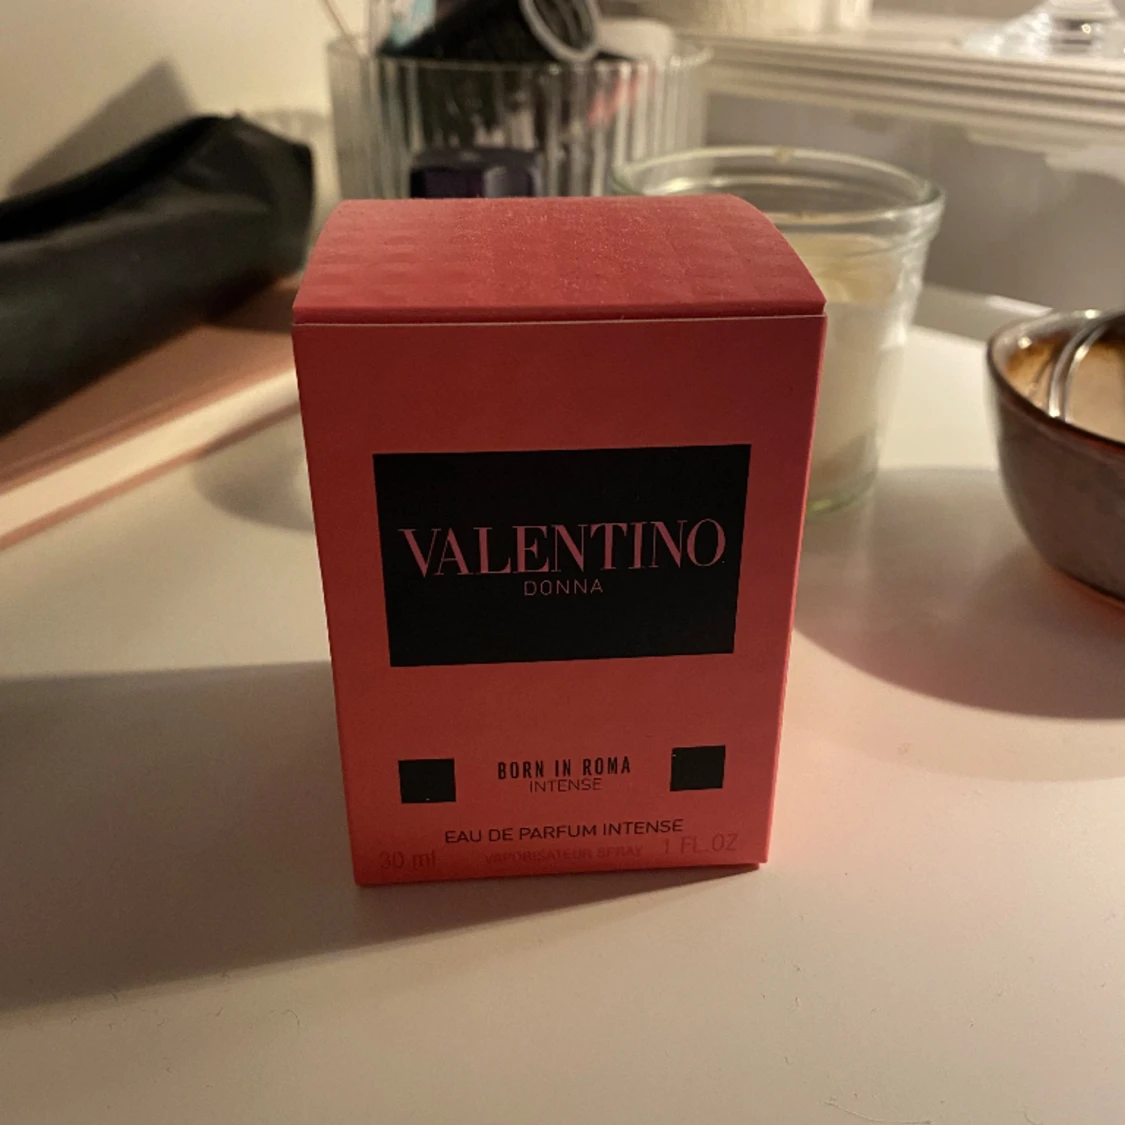 VALENTINO
DONNA
BORN IN ROMA
INTENSE
EAU DE PARFUM INTENSE
30 ml VAPORISATEUR SPRAY 1 FL.OZ